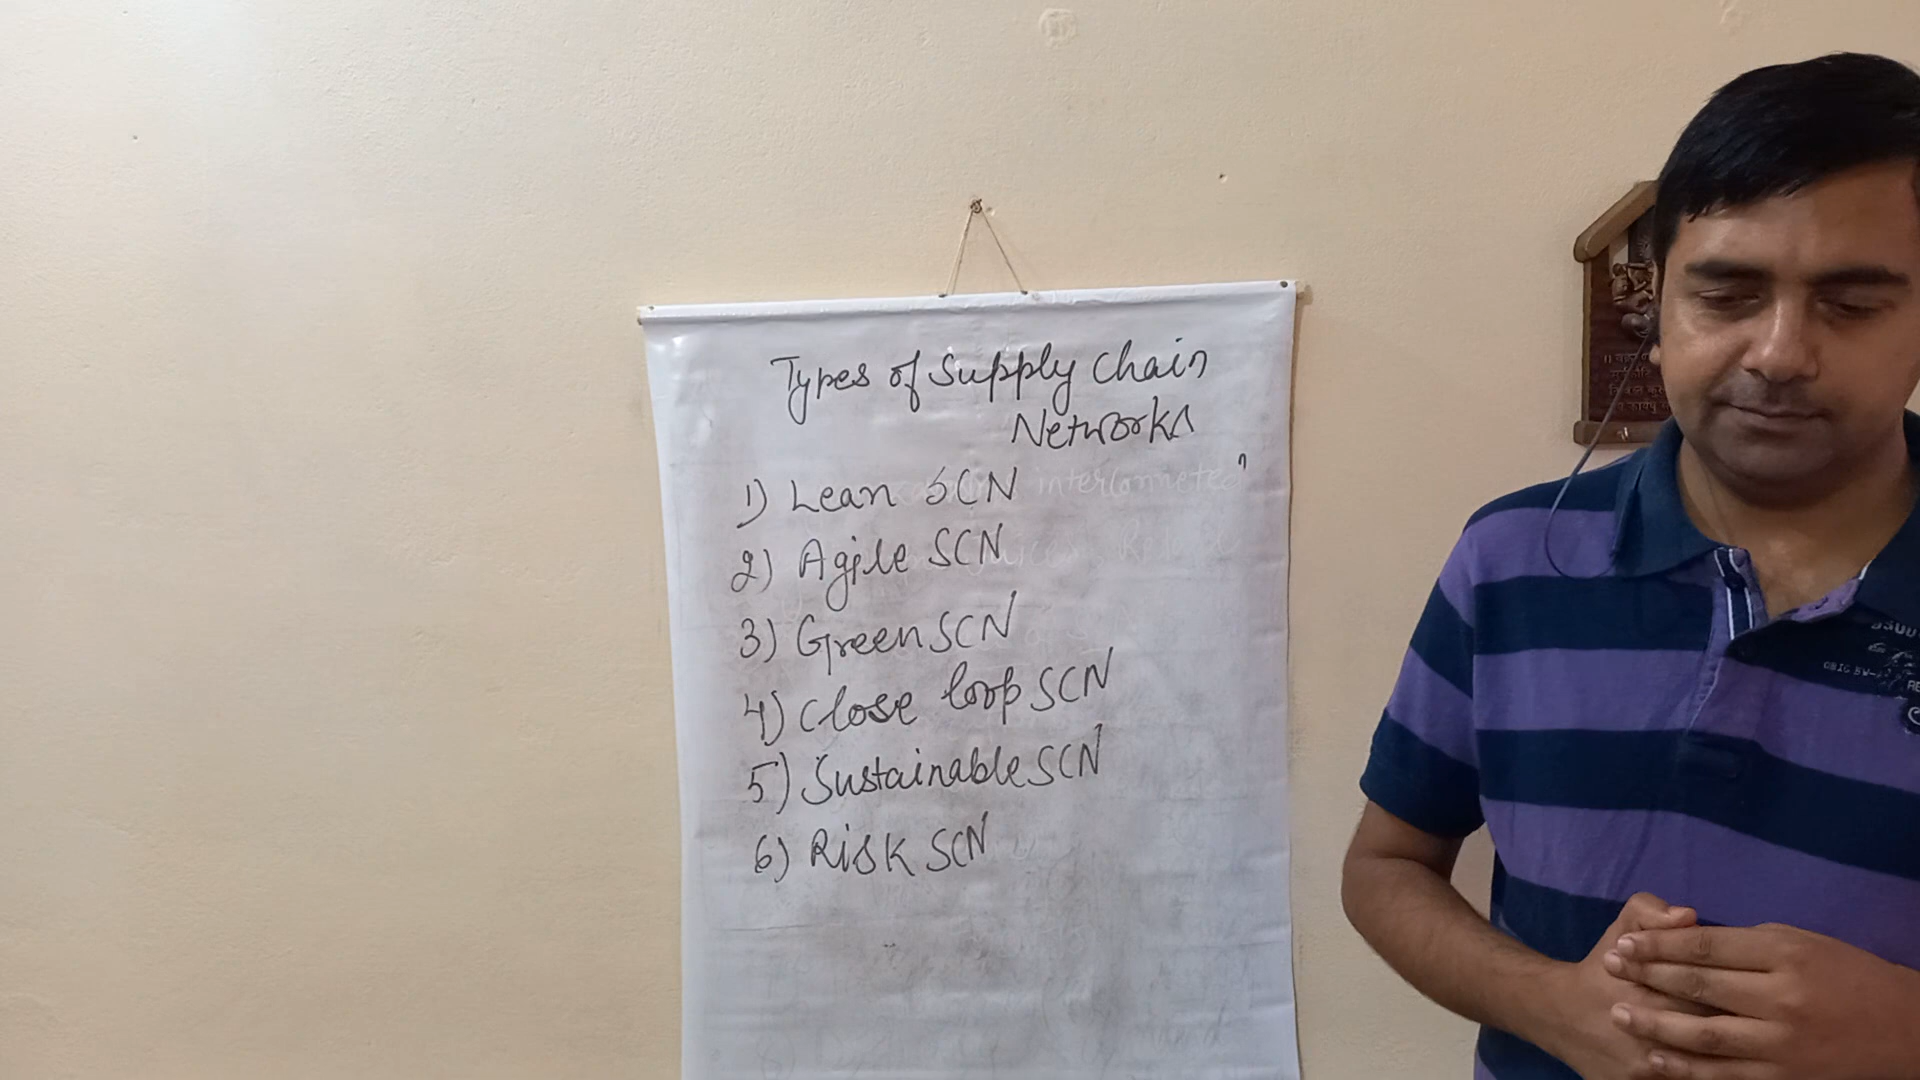 Types of Supply Chain
Networks
interconneted"
1) Lean SCN
2) Agile SCN
3) Green SCN
4) Close loop SCN
5) Sustainable SCN
6) Risk SCN